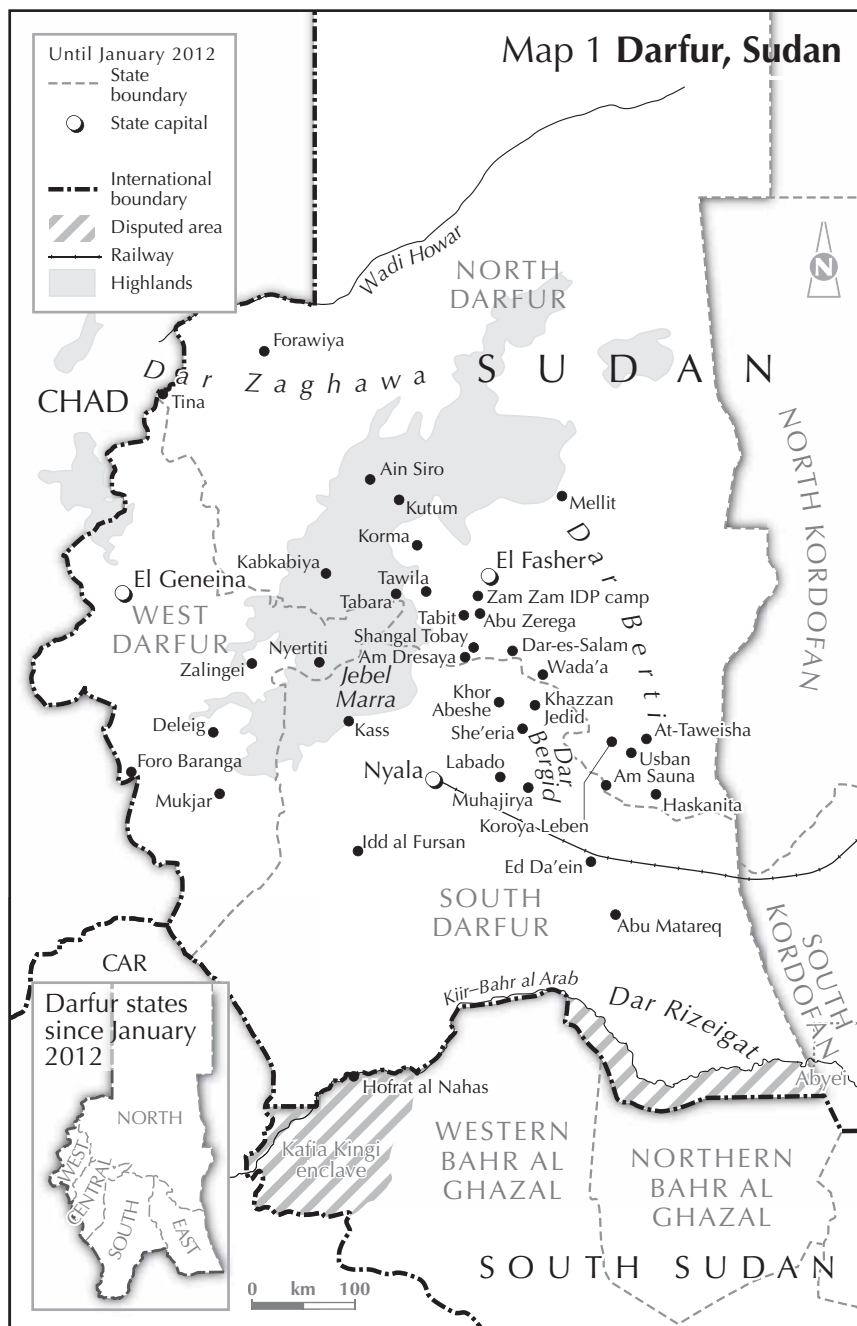 Map 1 Darfur, Sudan
Until January 2012
State
boundary
State capital
International
boundary
Disputed area
Railway
Highlands
N
Wadi Howar
NORTH
DARFUR
Forawiya
Dar Zaghawa
SUDAN
CHAD
Tina
NORTH KORDOFAN
Ain Siro
Kutum
Mellit
Korma
Dar Berti
Kabkabiya
El Fasher
El Geneina
Tawila
Tabara
Zam Zam IDP camp
WEST
DARFUR
Tabit
Abu Zerega
Shangal Tobay
Dar-es-Salam
Nyertiti
Am Dresaya
Zalingei
Wada'a
Jebel
Marra
Khor
Abeshe
Khazzan
Jedid
Deleig
Kass
She'eria
At-Taweisha
Dar
Bergid
Usban
Foro Baranga
Nyala
Labado
Am Sauna
Mukjar
Muhajirya
Haskanita
Koroya Leben
Idd al Fursan
Ed Da'ein
SOUTH
DARFUR
Abu Matareq
SOUTH
KORDOFAN
CAR
Kiir–Bahr al Arab
Dar Rizeigat
Abyei
Hofrat al Nahas
Kafia Kingi
enclave
WESTERN
BAHR AL
GHAZAL
NORTHERN
BAHR AL
GHAZAL
SOUTH SUDAN
Darfur states
since January
2012
NORTH
WEST
CENTRAL
SOUTH
EAST
0 km 100